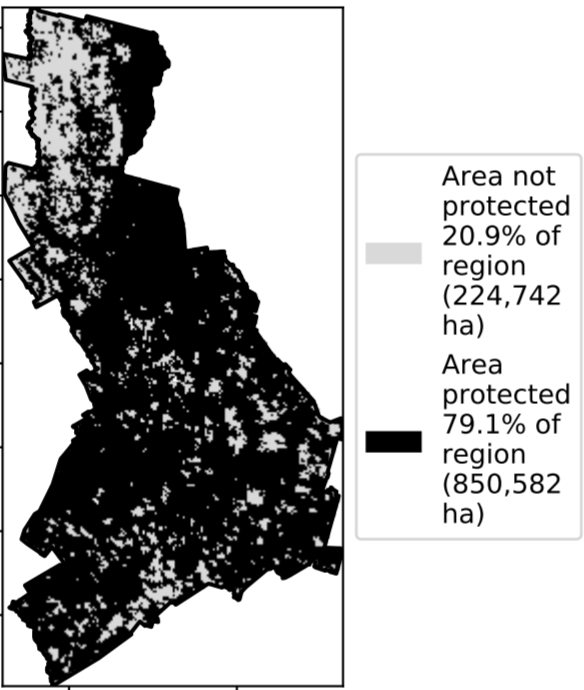 Area not
protected
20.9% of
region
(224,742
ha)
Area
protected
79.1% of
region
(850,582
ha)